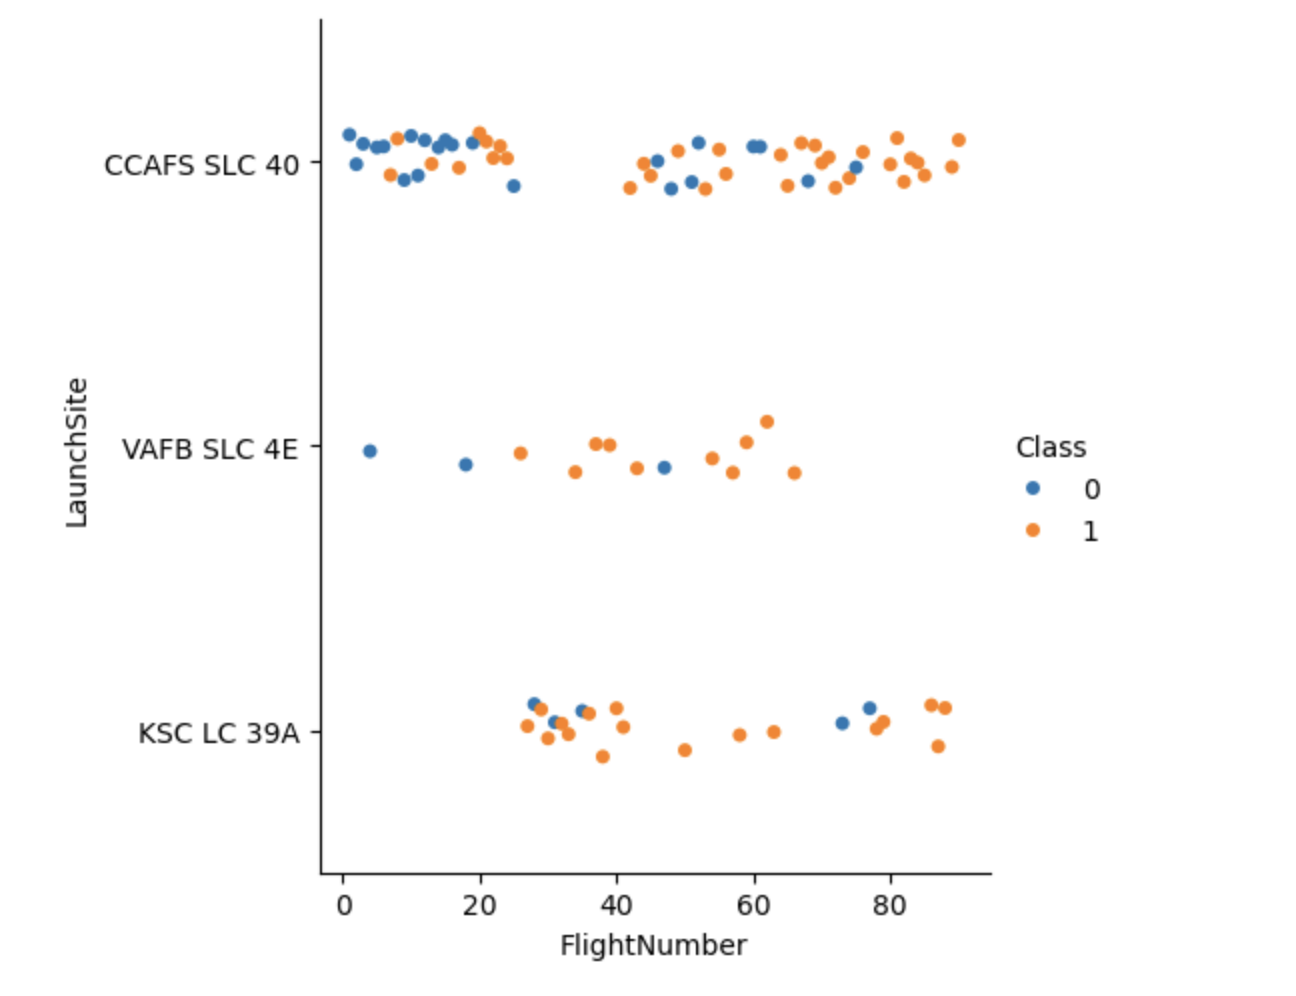 CCAFS SLC 40
VAFB SLC 4E
KSC LC 39A
LaunchSite
0 20 40 60 80
FlightNumber
Class
0
1